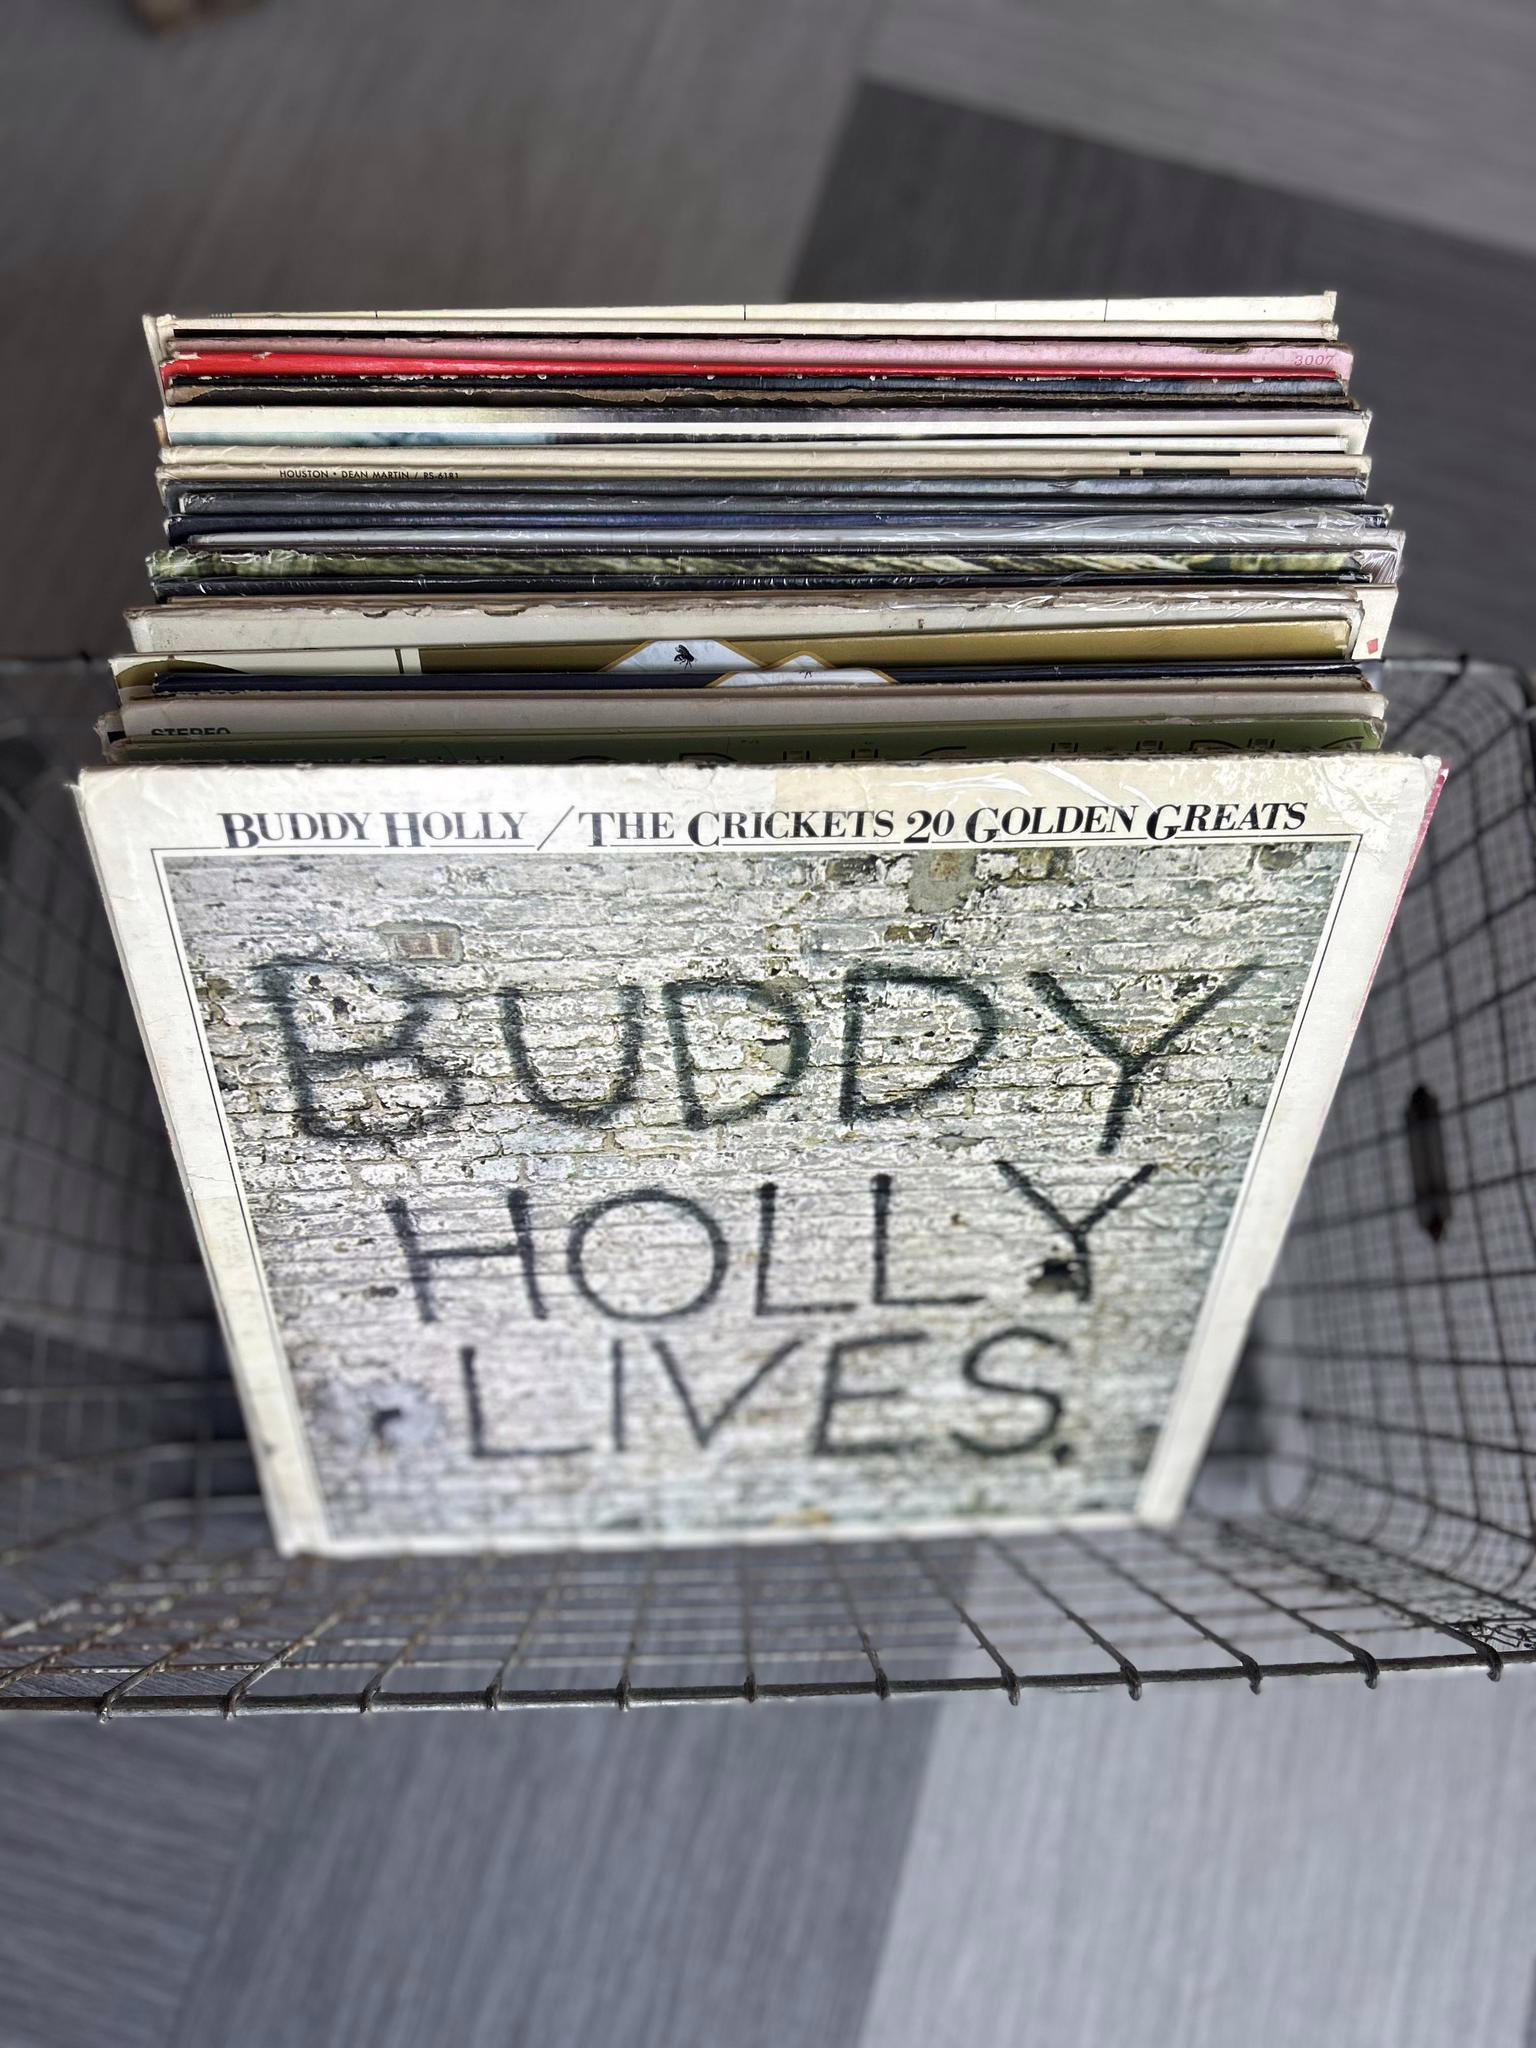 3007
HOUSTON • DEAN MARTIN / RS-6181
STEREO
BUDDY HOLLY / THE CRICKETS 20 GOLDEN GREATS
BUDDY
HOLLY
LIVES.